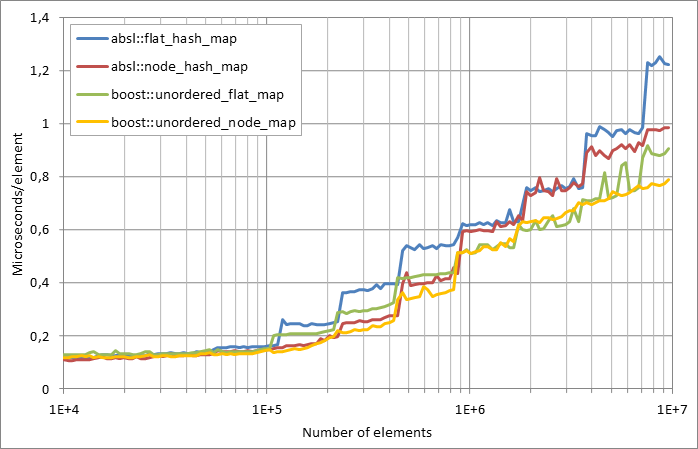 1,4
1,2
1
0,8
0,6
0,4
0,2
0
Microseconds/element
absl::flat_hash_map
absl::node_hash_map
boost::unordered_flat_map
boost::unordered_node_map
1E+4 1E+5 1E+6 1E+7
Number of elements